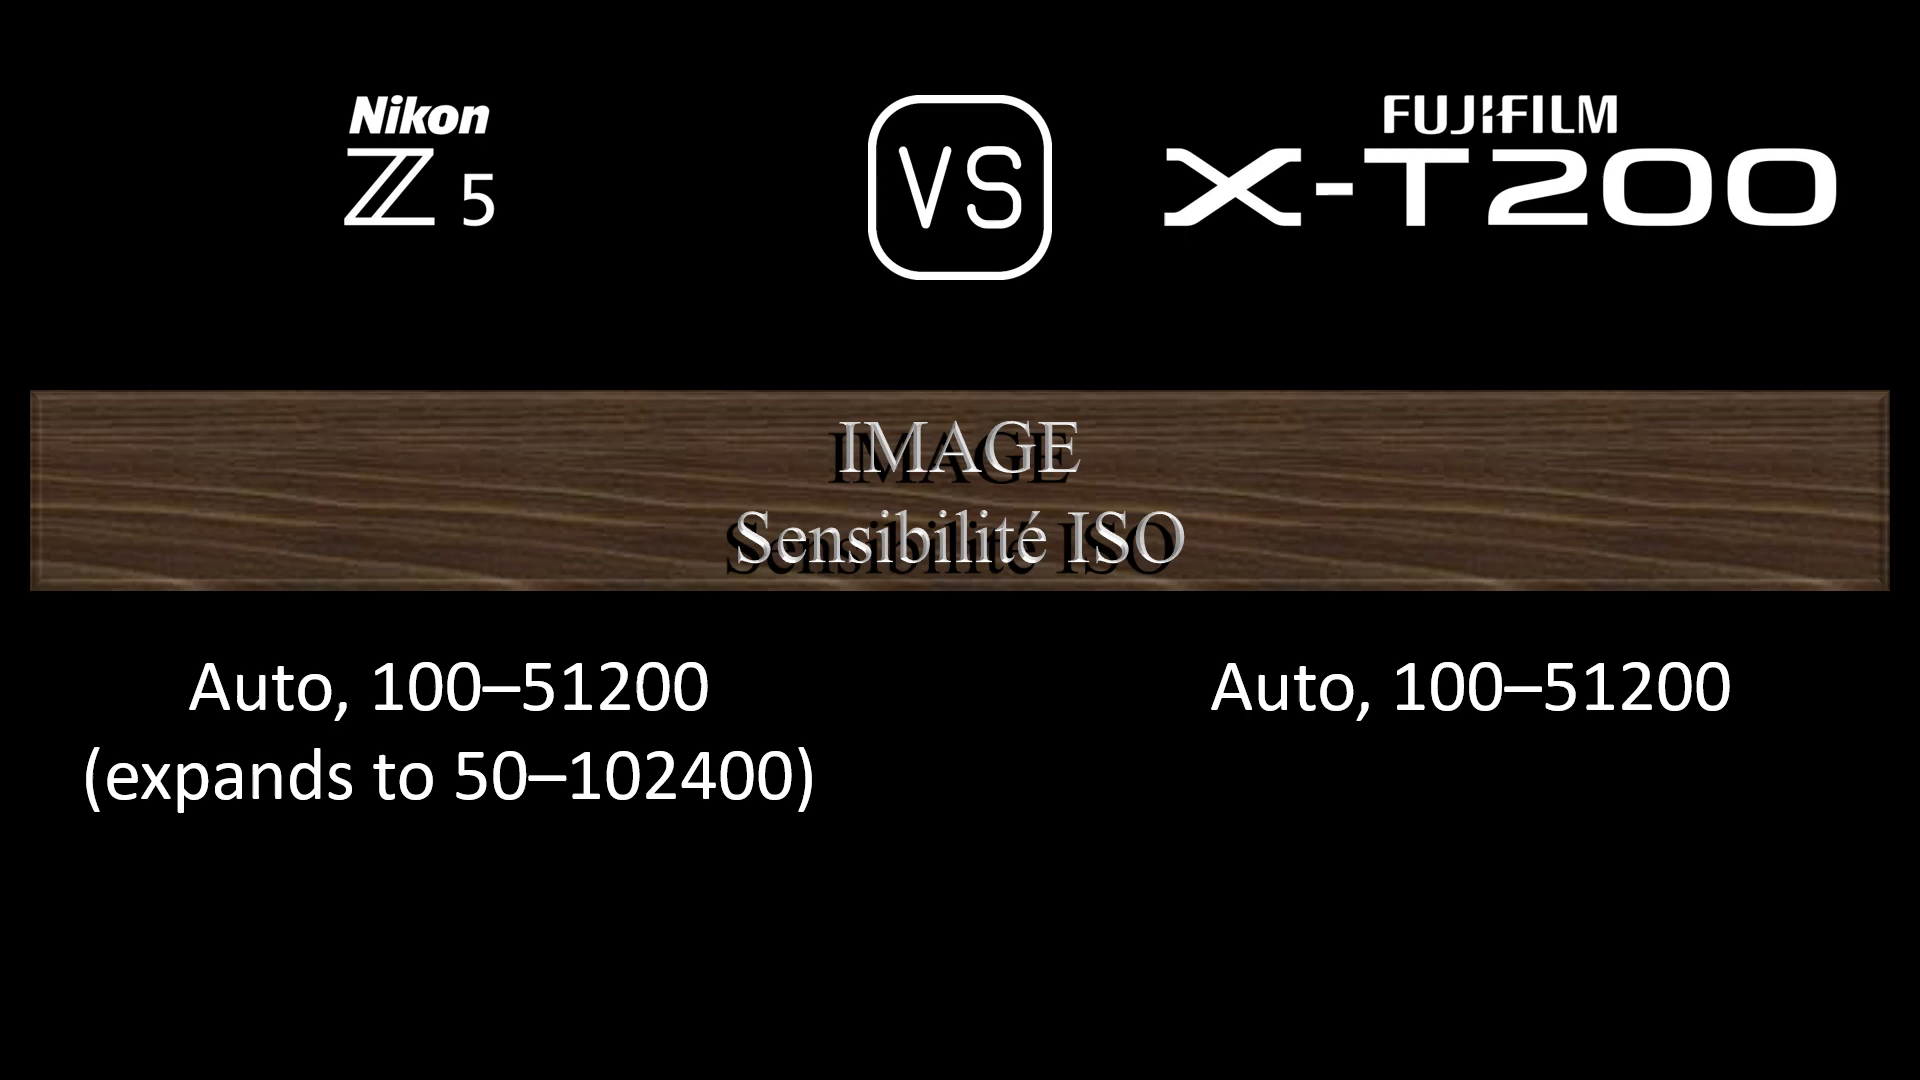 Nikon
Z 5
VS
FUJIFILM
X-T200
IMAGE
Sensibilité ISO
Auto, 100–51200
(expands to 50–102400)
Auto, 100–51200